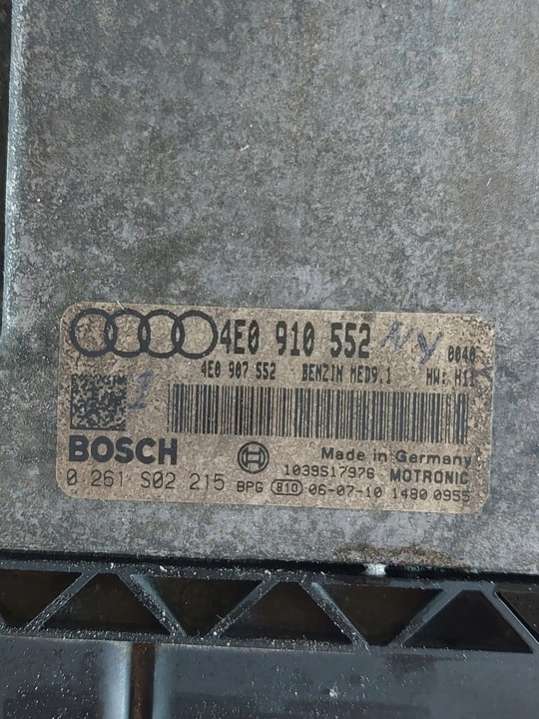 4E0 910 552 0040
4E0 907 552 BENZIN MED9.1 HW: H11
BOSCH Made in Germany
1039S17976 MOTRONIC
0 261 S02 215 BPG 810 06-07-10 1480 0955